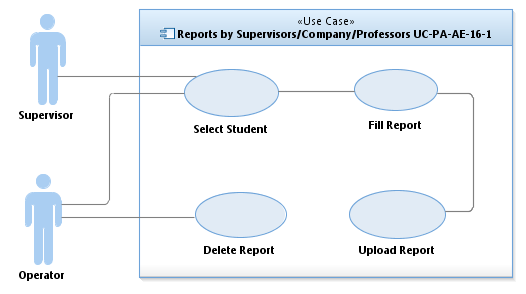 «Use Case»
Reports by Supervisors/Company/Professors UC-PA-AE-16-1
Supervisor
Select Student
Fill Report
Operator
Delete Report
Upload Report